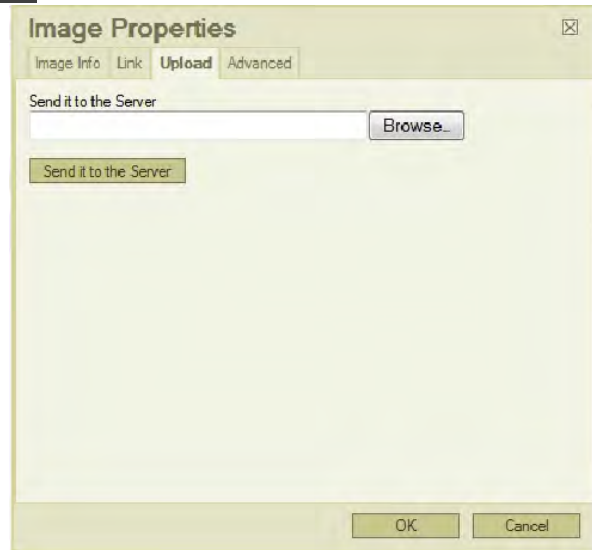 Image Properties
Image Info Link Upload Advanced
Send it to the Server
Browse...
Send it to the Server
OK Cancel